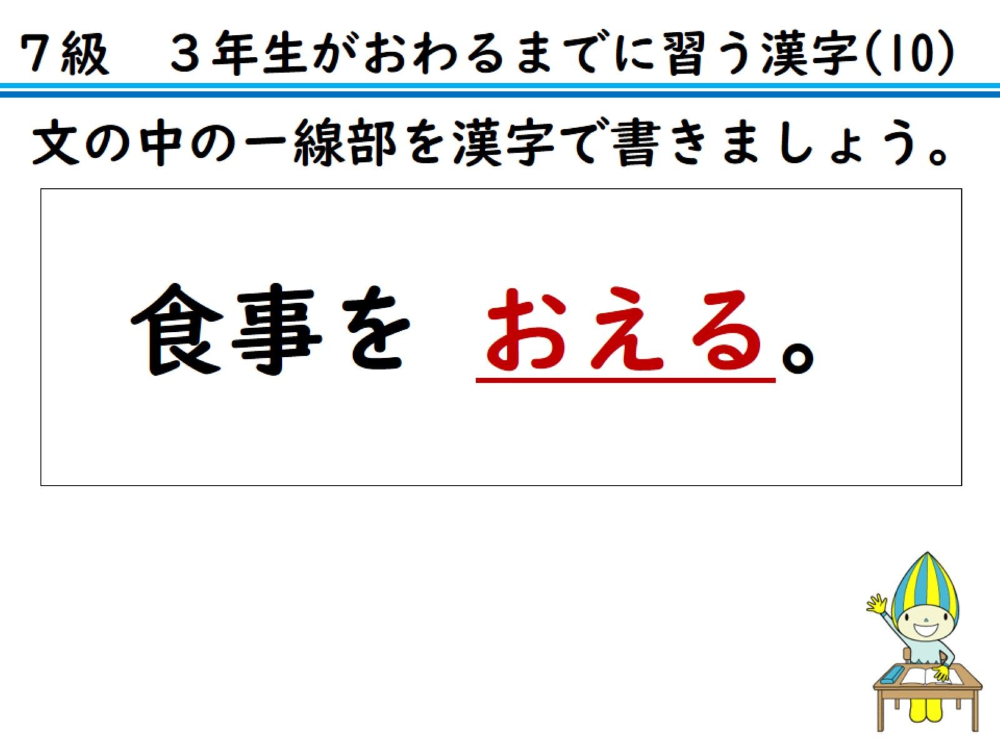 ７級　３年生がおわるまでに習う漢字(10)
文の中の―線部を漢字で書きましょう。
食事を おえる。